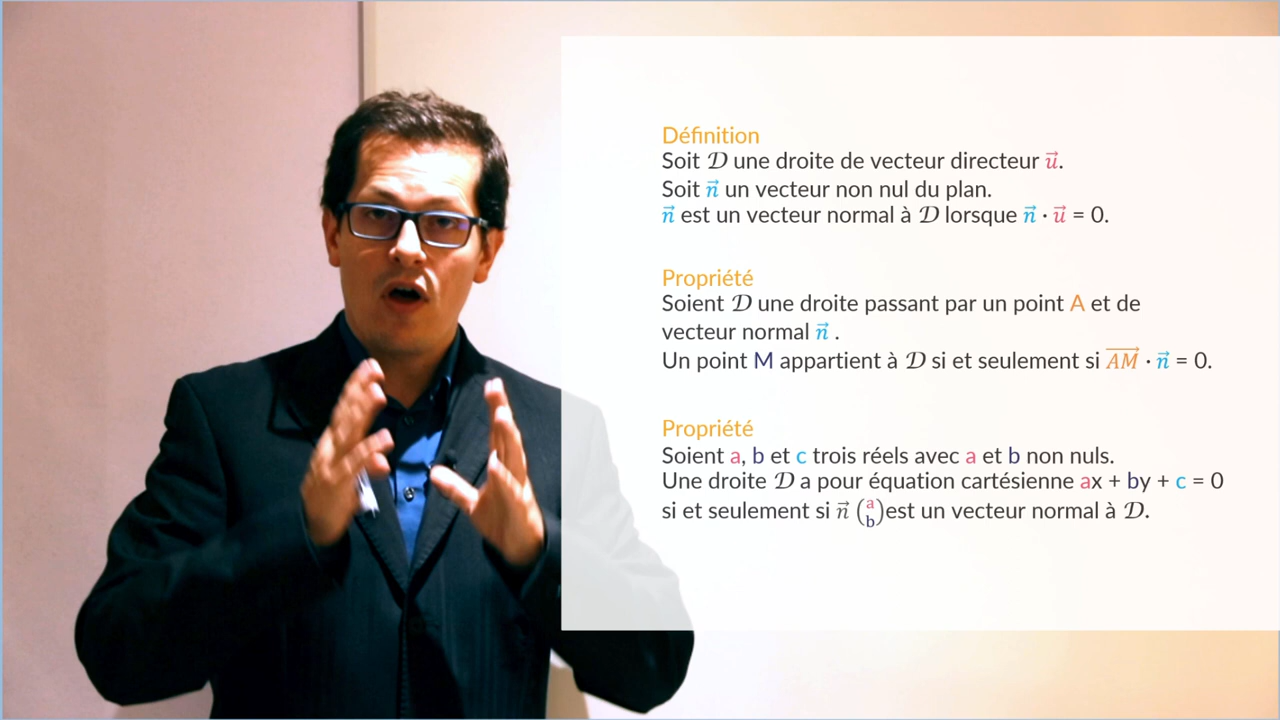 Définition
Soit 𝒟 une droite de vecteur directeur u⃗.
Soit n⃗ un vecteur non nul du plan.
n⃗ est un vecteur normal à 𝒟 lorsque n⃗ · u⃗ = 0.
Propriété
Soient 𝒟 une droite passant par un point A et de
vecteur normal n⃗ .
Un point M appartient à 𝒟 si et seulement si AM⃗ · n⃗ = 0.
Propriété
Soient a, b et c trois réels avec a et b non nuls.
Une droite 𝒟 a pour équation cartésienne ax + by + c = 0
si et seulement si n⃗ (a b)est un vecteur normal à 𝒟.